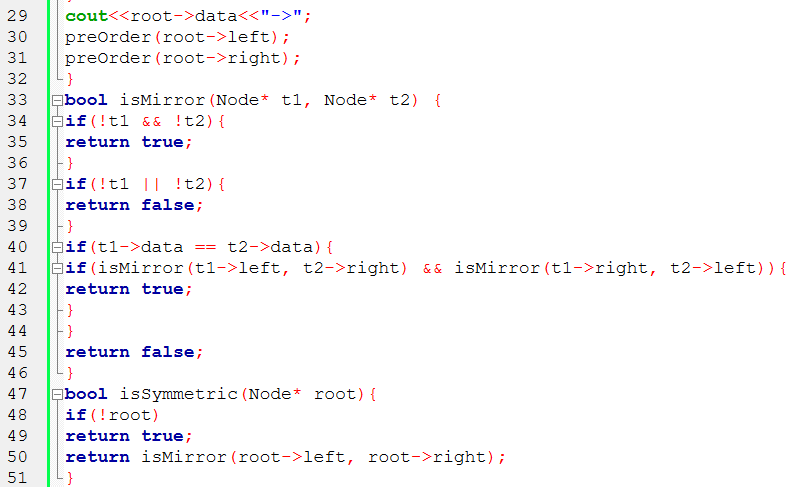 29 cout<<root->data<<"->";
30 preOrder(root->left);
31 preOrder(root->right);
32 }
33 bool isMirror(Node* t1, Node* t2) {
34 if(!t1 && !t2){
35 return true;
36 }
37 if(!t1 || !t2){
38 return false;
39 }
40 if(t1->data == t2->data){
41 if(isMirror(t1->left, t2->right) && isMirror(t1->right, t2->left)){
42 return true;
43 }
44 }
45 return false;
46 }
47 bool isSymmetric(Node* root){
48 if(!root)
49 return true;
50 return isMirror(root->left, root->right);
51 }